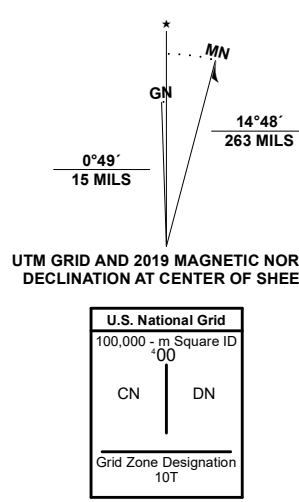 ★
MN
GN
14°48´
263 MILS
0°49´
15 MILS
UTM GRID AND 2019 MAGNETIC NOR
DECLINATION AT CENTER OF SHEE
U.S. National Grid
100,000 - m Square ID
⁴00
CN DN
Grid Zone Designation
10T